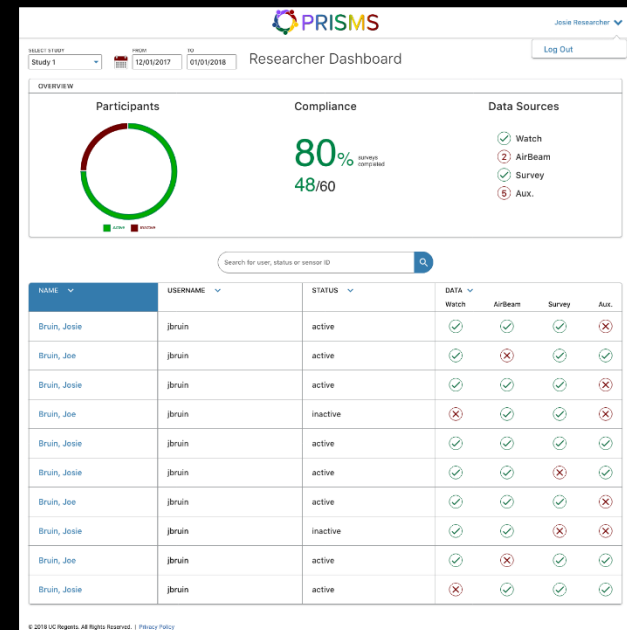 PRISMS
Josie Researcher
Log Out
SELECT STUDY
Study 1
FROM
12/01/2017
TO
01/01/2018
Researcher Dashboard
OVERVIEW
Participants
Active Inactive
Compliance
80% surveys completed
48/60
Data Sources
Watch
2 AirBeam
Survey
5 Aux.
Search for user, status or sensor ID
NAME USERNAME STATUS DATA
Watch AirBeam Survey Aux.
Bruin, Josie jbruin active
Bruin, Joe jbruin active
Bruin, Josie jbruin active
Bruin, Joe jbruin inactive
Bruin, Josie jbruin active
Bruin, Josie jbruin active
Bruin, Joe jbruin active
Bruin, Josie jbruin inactive
Bruin, Joe jbruin active
Bruin, Josie jbruin active
© 2018 UC Regents. All Rights Reserved. | Privacy Policy